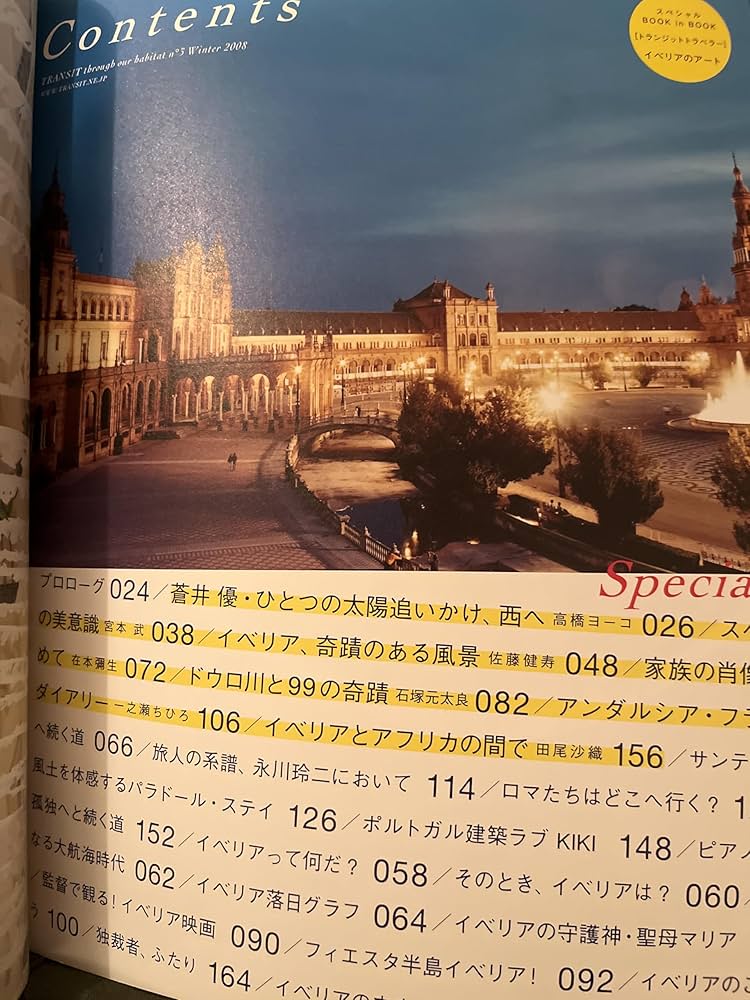 Contents
TRANSIT through our habitat n°3 Winter 2008
WWW.TRANSIT.NE.JP
スペシャル
BOOK in BOOK
[トランジットトラベラー]
イベリアのアート
Specia
プロローグ 024／蒼井 優・ひとつの太陽追いかけ、西へ 高橋ヨーコ 026／ス
の美意識 宮本 武 038／イベリア、奇蹟のある風景 佐藤健寿 048／家族の肖像
めて 在本彌生 072／ドウロ川と99の奇蹟 石塚元太良 082／アンダルシア・フ
ダイアリー 一之瀬ちひろ 106／イベリアとアフリカの間で 田尾沙織 156／サンテ
へ続く道 066／旅人の系譜、永川玲二において 114／ロマたちはどこへ行く? 1
風土を体感するパラドール・ステイ 126／ポルトガル建築ラブ KIKI 148／ピア
孤独へと続く道 152／イベリアって何だ? 058／そのとき、イベリアは? 060／
なる大航海時代 062／イベリア落日グラフ 064／イベリアの守護神・聖母マリア
／監督で観る!イベリア映画 090／フィエスタ半島イベリア! 092／イベリアの
う 100／独裁者、ふたり 164／イベリアの